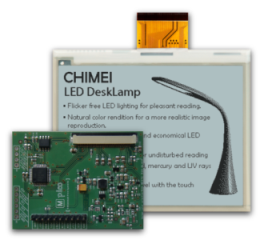 CHIMEI
LED DeskLamp
• Flicker free LED lighting for pleasant reading.
• Natural color rendition for a more realistic image
reproduction.
nd economical LED
undisturbed reading
, mercury and UV rays
el with the touch